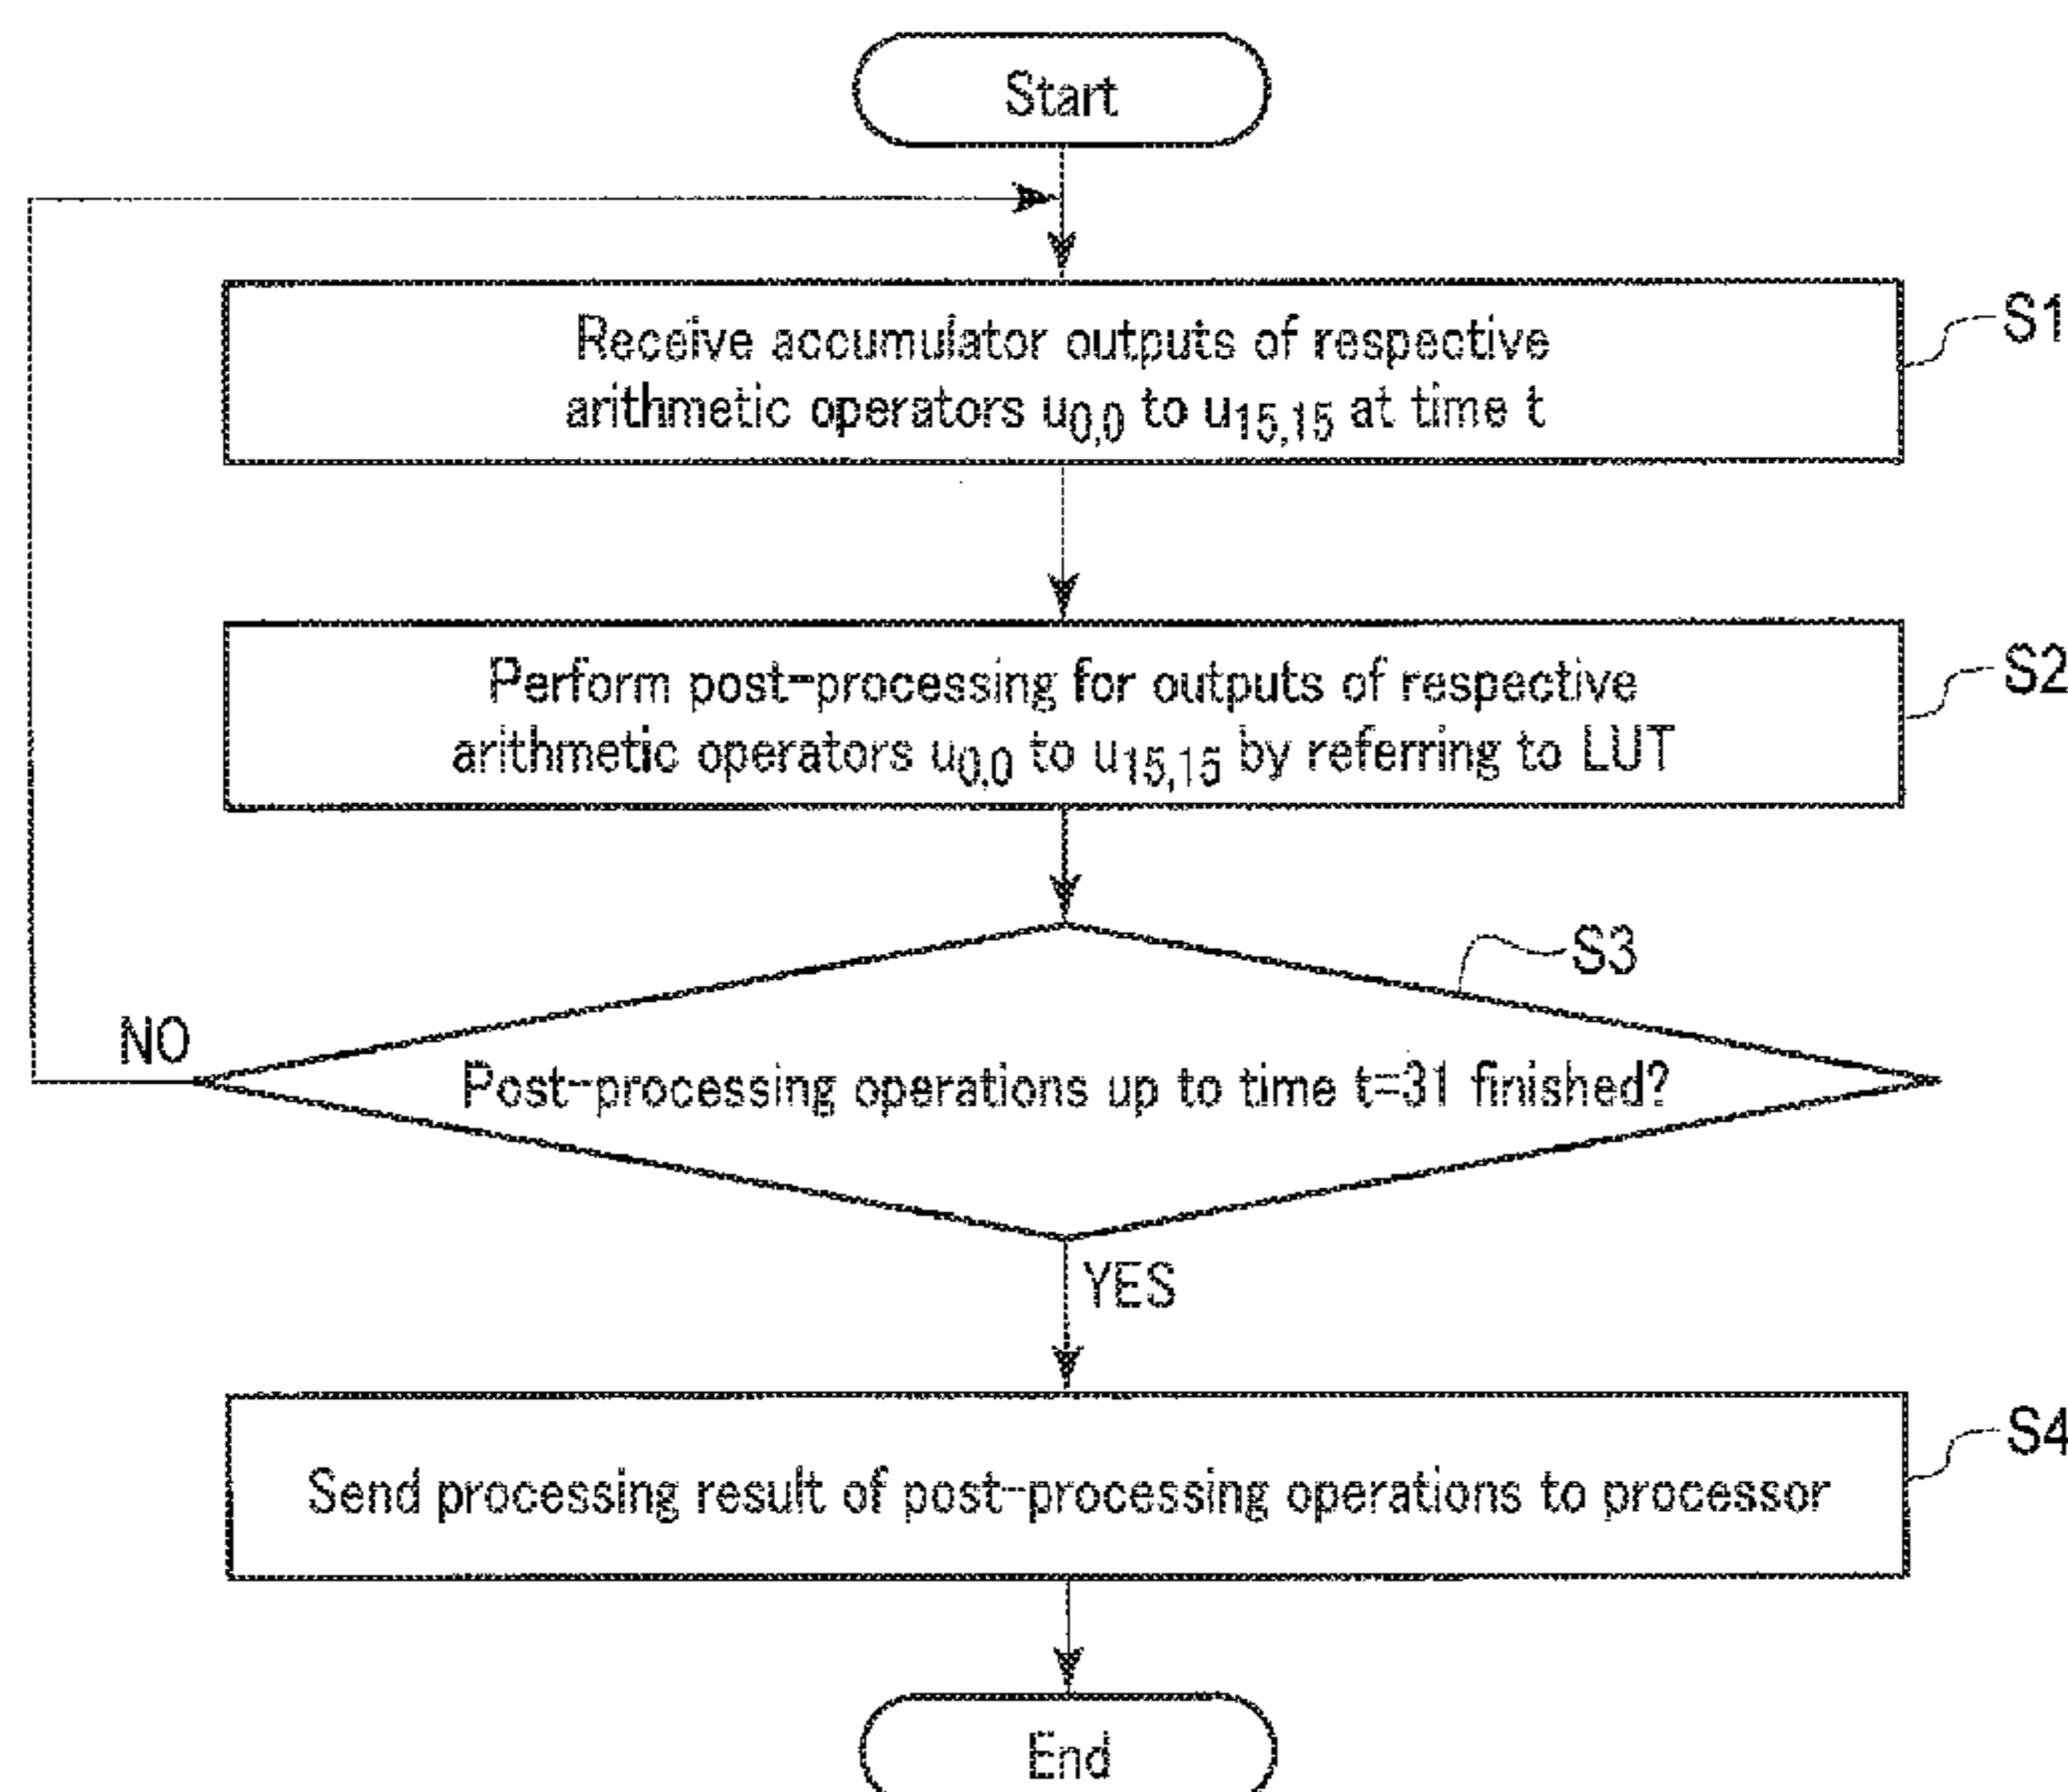 Start
Receive accumulator outputs of respective
arithmetic operators u0,0 to u15,15 at time t
S1
Perform post-processing for outputs of respective
arithmetic operators u0,0 to u15,15 by referring to LUT
S2
S3
Post-processing operations up to time t=31 finished?
NO
YES
Send processing result of post-processing operations to processor
S4
End